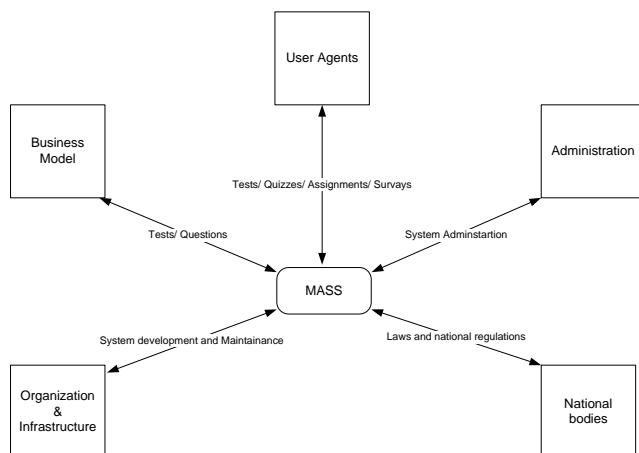 User Agents
Business
Model
Administration
Tests/ Quizzes/ Assignments/ Survays
Tests/ Questions
System Adminstartion
MASS
System development and Maintainance
Laws and national regulations
Organization
&
Infrastructure
National
bodies